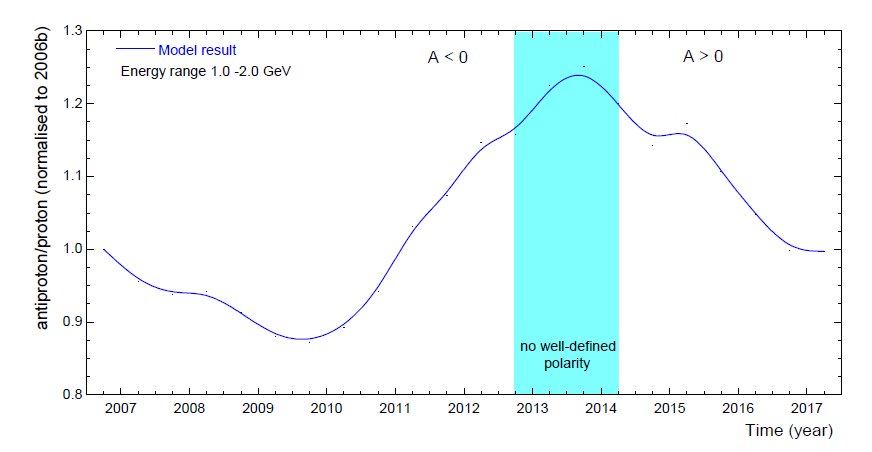 antiproton/proton (normalised to 2006b)
1.3
1.2
1.1
1.0
0.9
0.8
Model result
Energy range 1.0 -2.0 GeV
A < 0
A > 0
no well-defined
polarity
2007 2008 2009 2010 2011 2012 2013 2014 2015 2016 2017
Time (year)